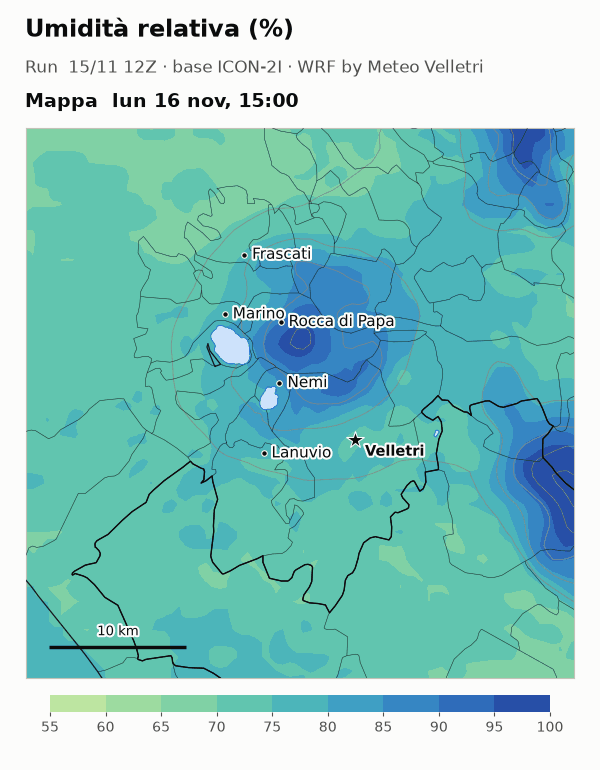 Umidità relativa (%)
Run  15/11 12Z · base ICON-2I · WRF by Meteo Velletri
Mappa  lun 16 nov, 15:00
Frascati
Marino
Rocca di Papa
Nemi
Velletri
Lanuvio
10 km
55 60 65 70 75 80 85 90 95 100